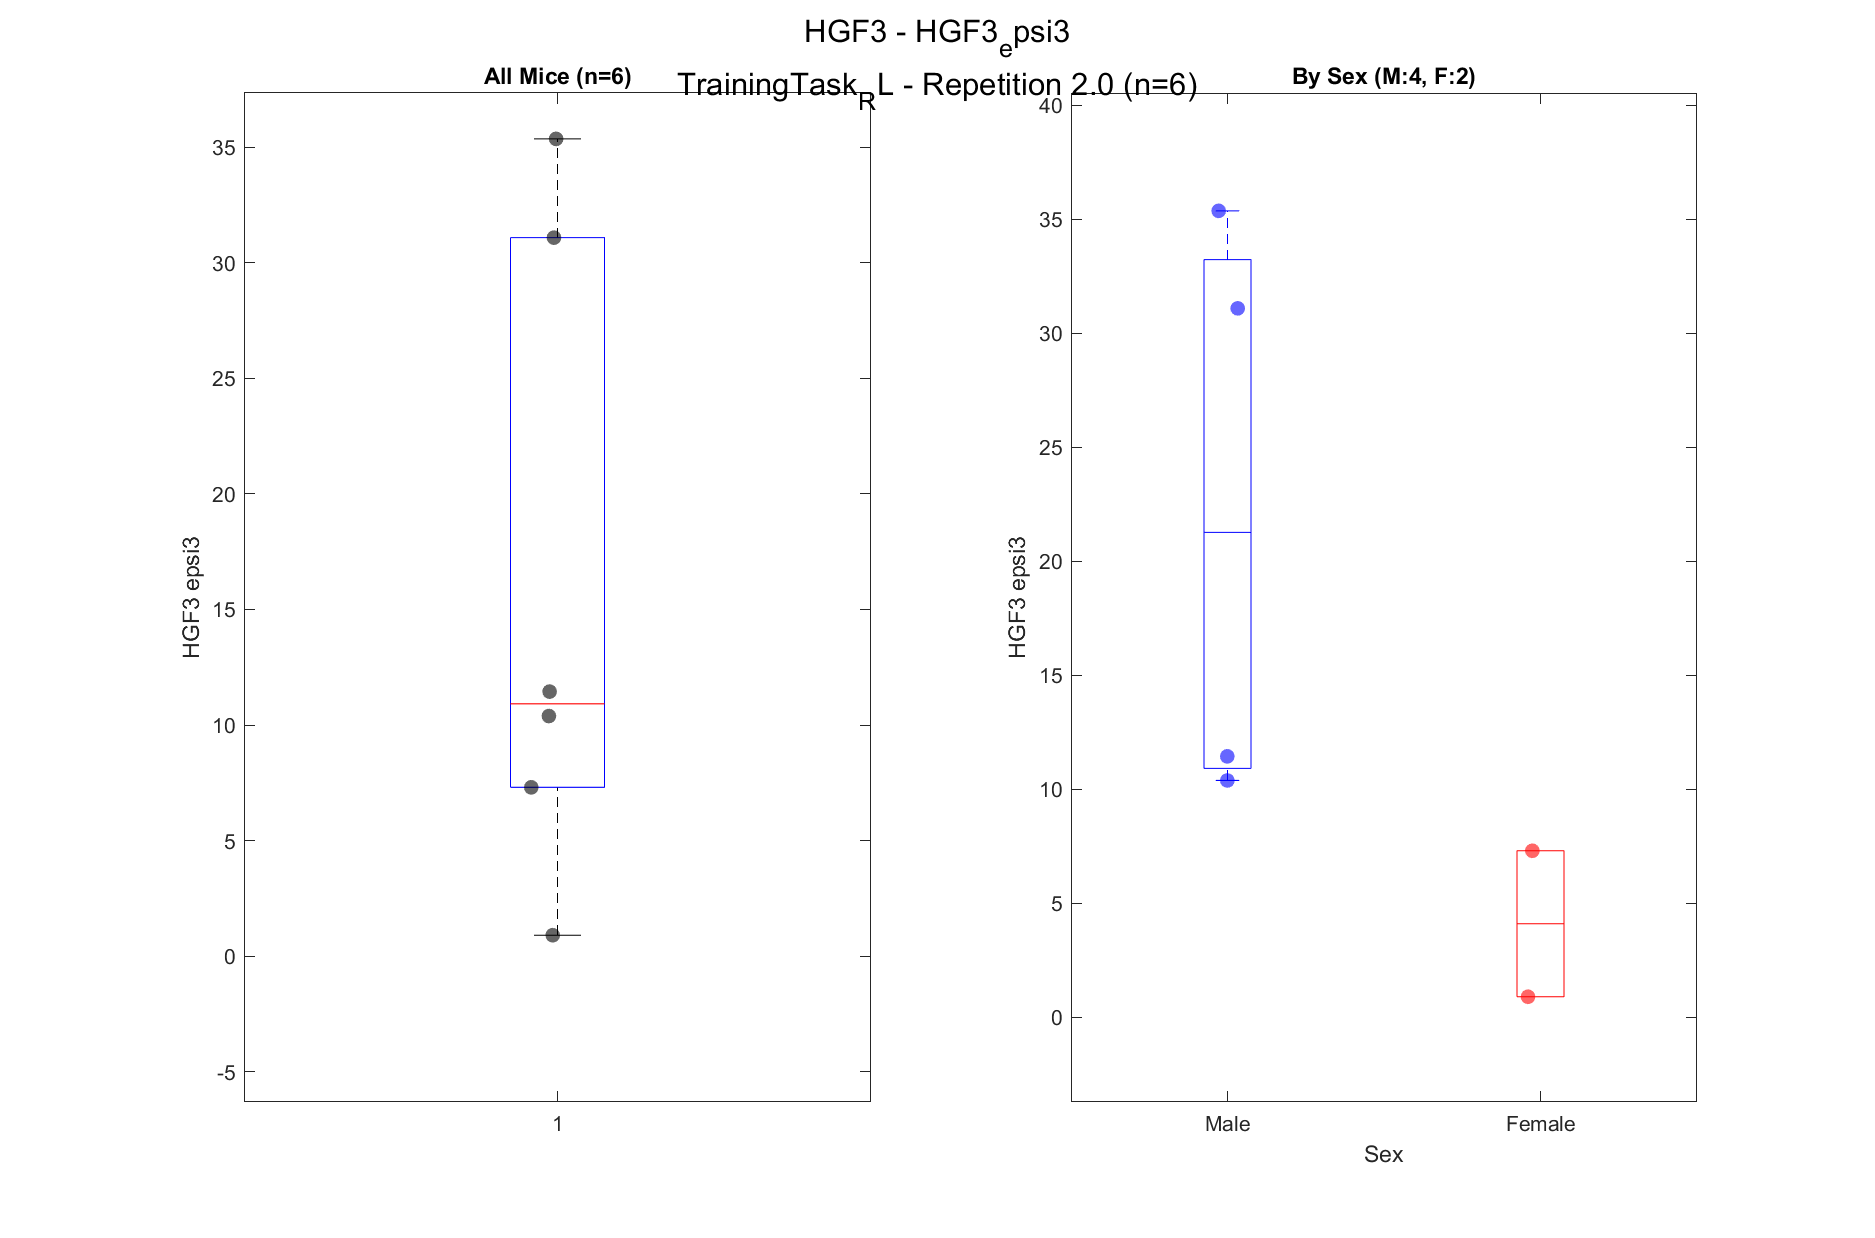 HGF3 - HGF3_epsi3
TrainingTask_RL - Repetition 2.0 (n=6)
All Mice (n=6)
35
30
25
20
15
10
5
0
-5
HGF3 epsi3
1
By Sex (M:4, F:2)
40
35
30
25
20
15
10
5
0
HGF3 epsi3
Male
Female
Sex